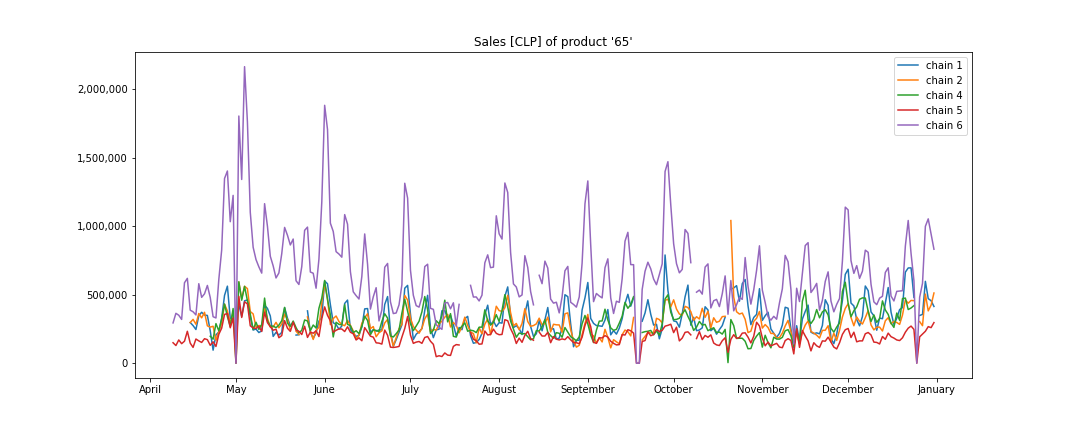 Sales [CLP] of product '65'
chain 1
chain 2
chain 4
chain 5
chain 6
2,000,000
1,500,000
1,000,000
500,000
0
April May June July August September October November December January